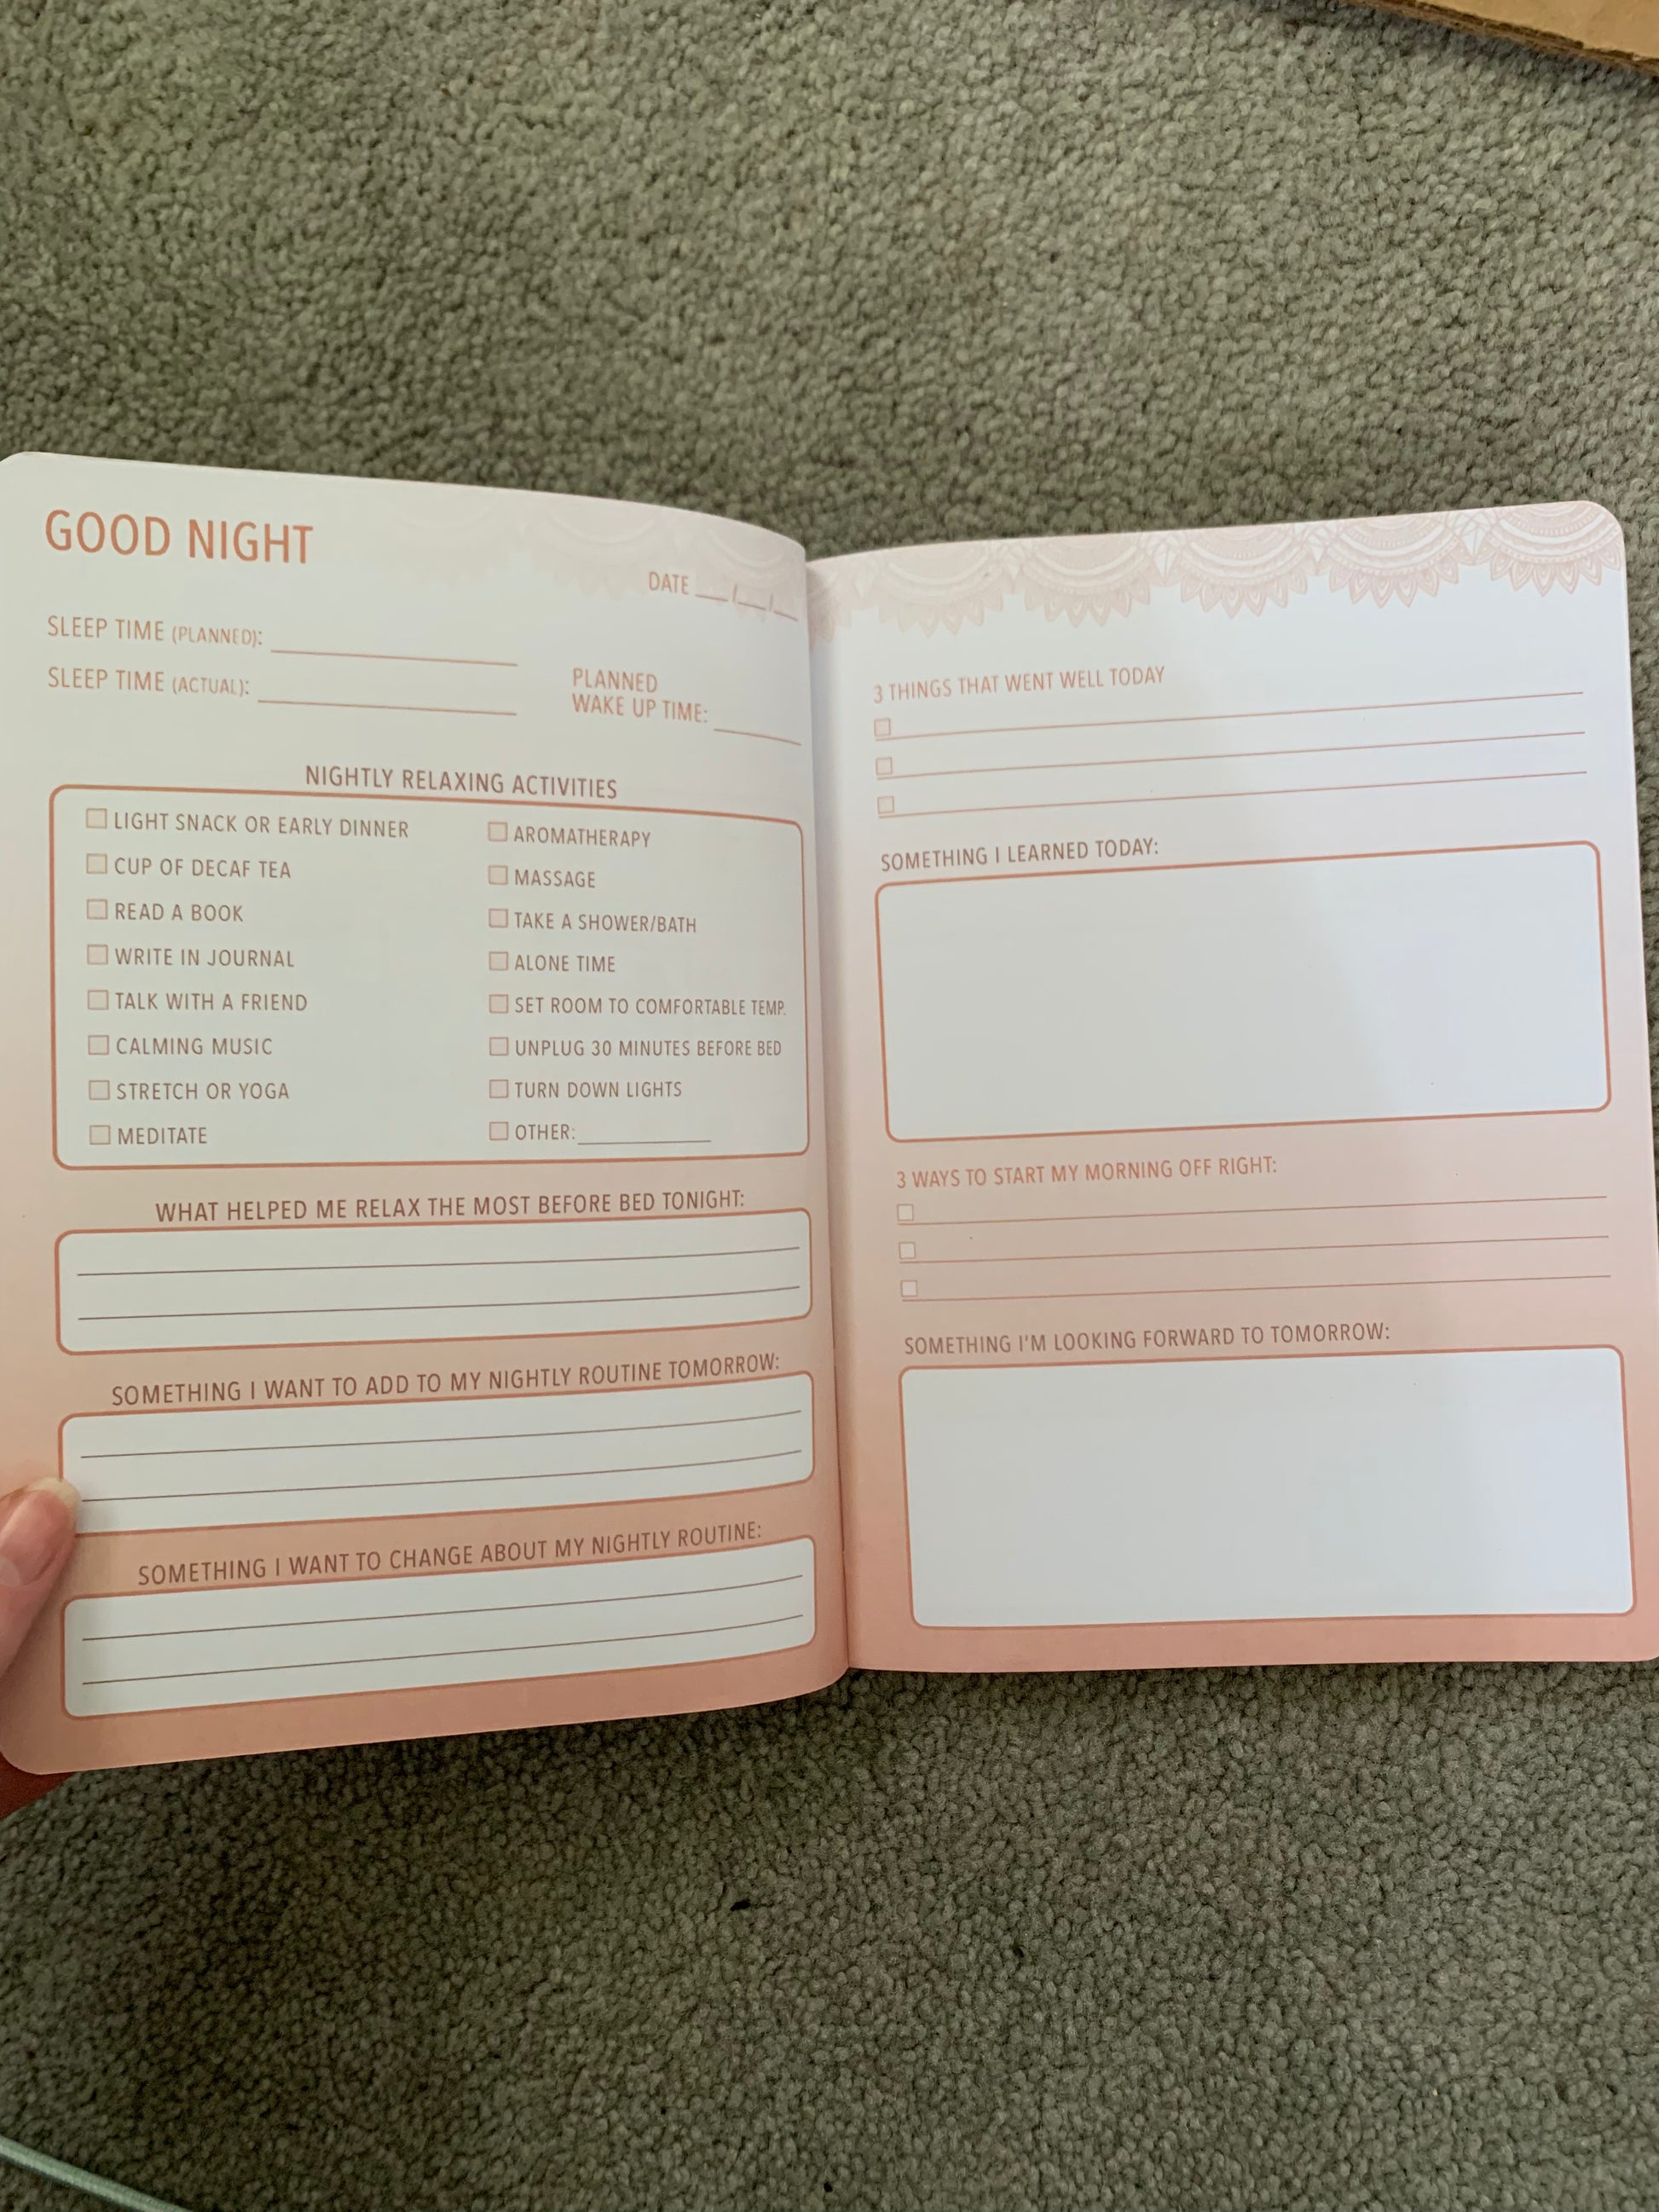 GOOD NIGHT
DATE __/__/__
SLEEP TIME (PLANNED):
SLEEP TIME (ACTUAL):
PLANNED
WAKE UP TIME:
NIGHTLY RELAXING ACTIVITIES
LIGHT SNACK OR EARLY DINNER
CUP OF DECAF TEA
READ A BOOK
WRITE IN JOURNAL
TALK WITH A FRIEND
CALMING MUSIC
STRETCH OR YOGA
MEDITATE
AROMATHERAPY
MASSAGE
TAKE A SHOWER/BATH
ALONE TIME
SET ROOM TO COMFORTABLE TEMP.
UNPLUG 30 MINUTES BEFORE BED
TURN DOWN LIGHTS
OTHER:
WHAT HELPED ME RELAX THE MOST BEFORE BED TONIGHT:
SOMETHING I WANT TO ADD TO MY NIGHTLY ROUTINE TOMORROW:
SOMETHING I WANT TO CHANGE ABOUT MY NIGHTLY ROUTINE:
3 THINGS THAT WENT WELL TODAY
SOMETHING I LEARNED TODAY:
3 WAYS TO START MY MORNING OFF RIGHT:
SOMETHING I'M LOOKING FORWARD TO TOMORROW: